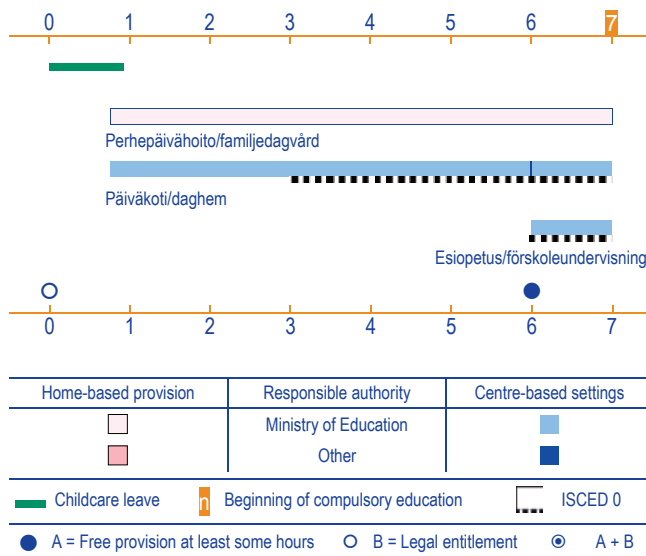 0 1 2 3 4 5 6 7
Perhepäivähoito/familjedagvård
Päiväkoti/daghem
Esiopetus/förskoleundervisning
0 1 2 3 4 5 6 7
Home-based provision Responsible authority Centre-based settings
Ministry of Education
Other
Childcare leave n Beginning of compulsory education ISCED 0
A = Free provision at least some hours B = Legal entitlement A + B